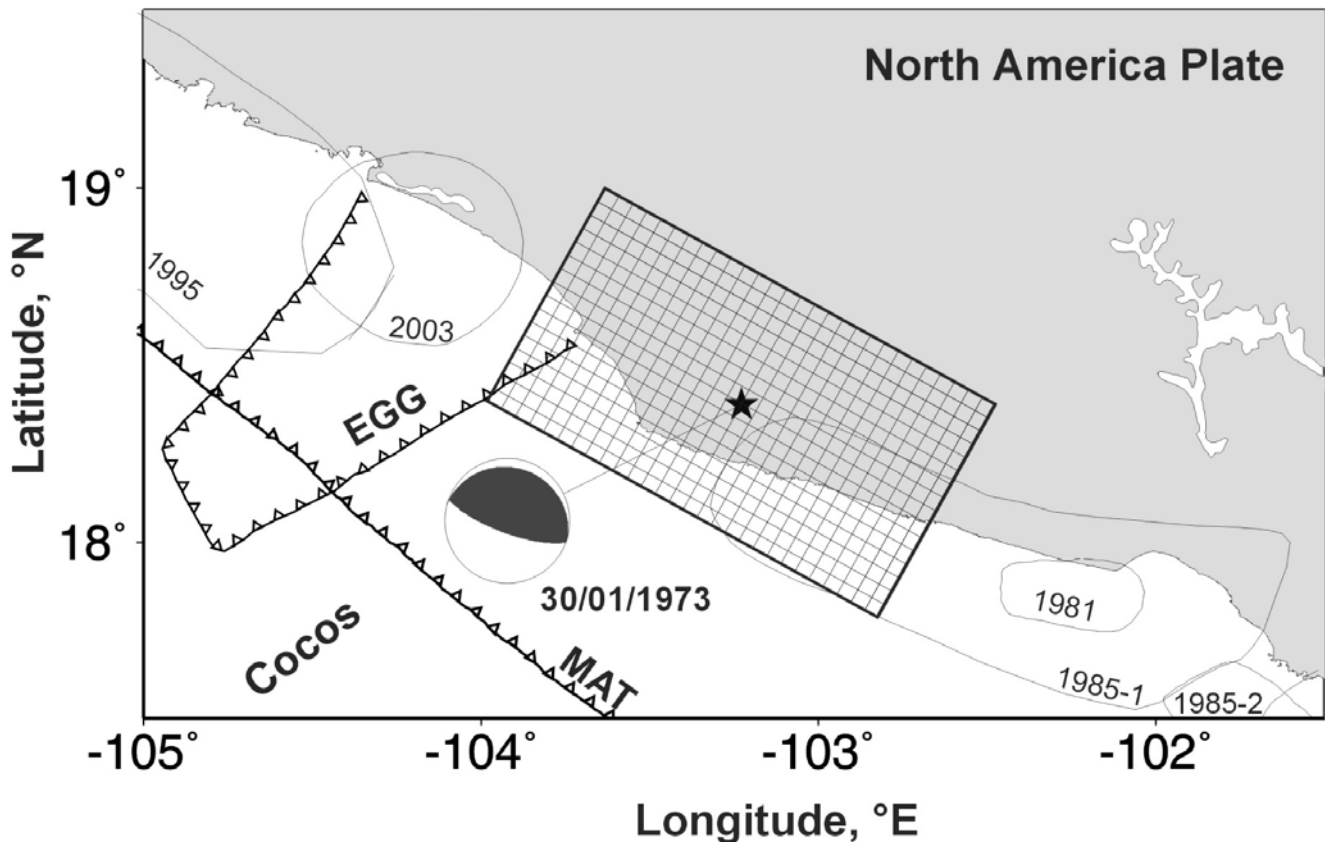 North America Plate
19°
1995
2003
EGG
18°
30/01/1973
1981
Cocos
MAT
1985-1
1985-2
-105°
-104°
-103°
-102°
Latitude, °N
Longitude, °E